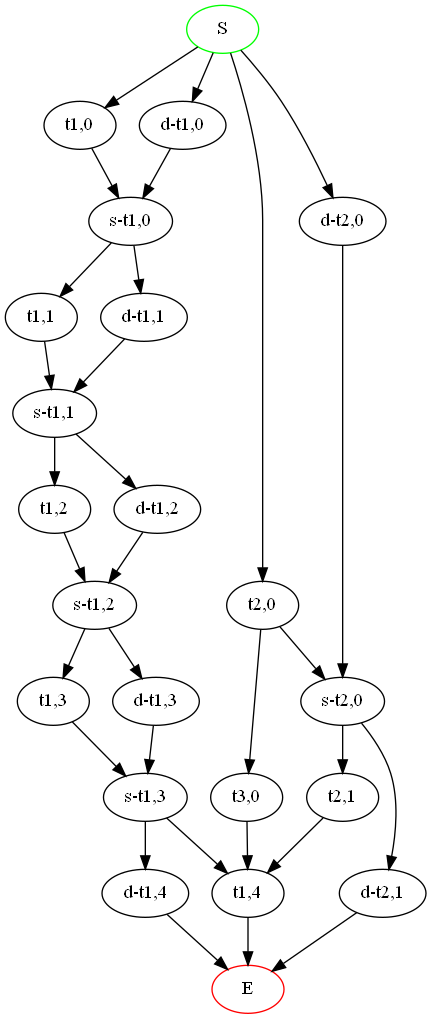 S
t1,0
d-t1,0
s-t1,0
d-t2,0
t1,1
d-t1,1
s-t1,1
t1,2
d-t1,2
s-t1,2
t2,0
t1,3
d-t1,3
s-t2,0
s-t1,3
t3,0
t2,1
d-t1,4
t1,4
d-t2,1
E